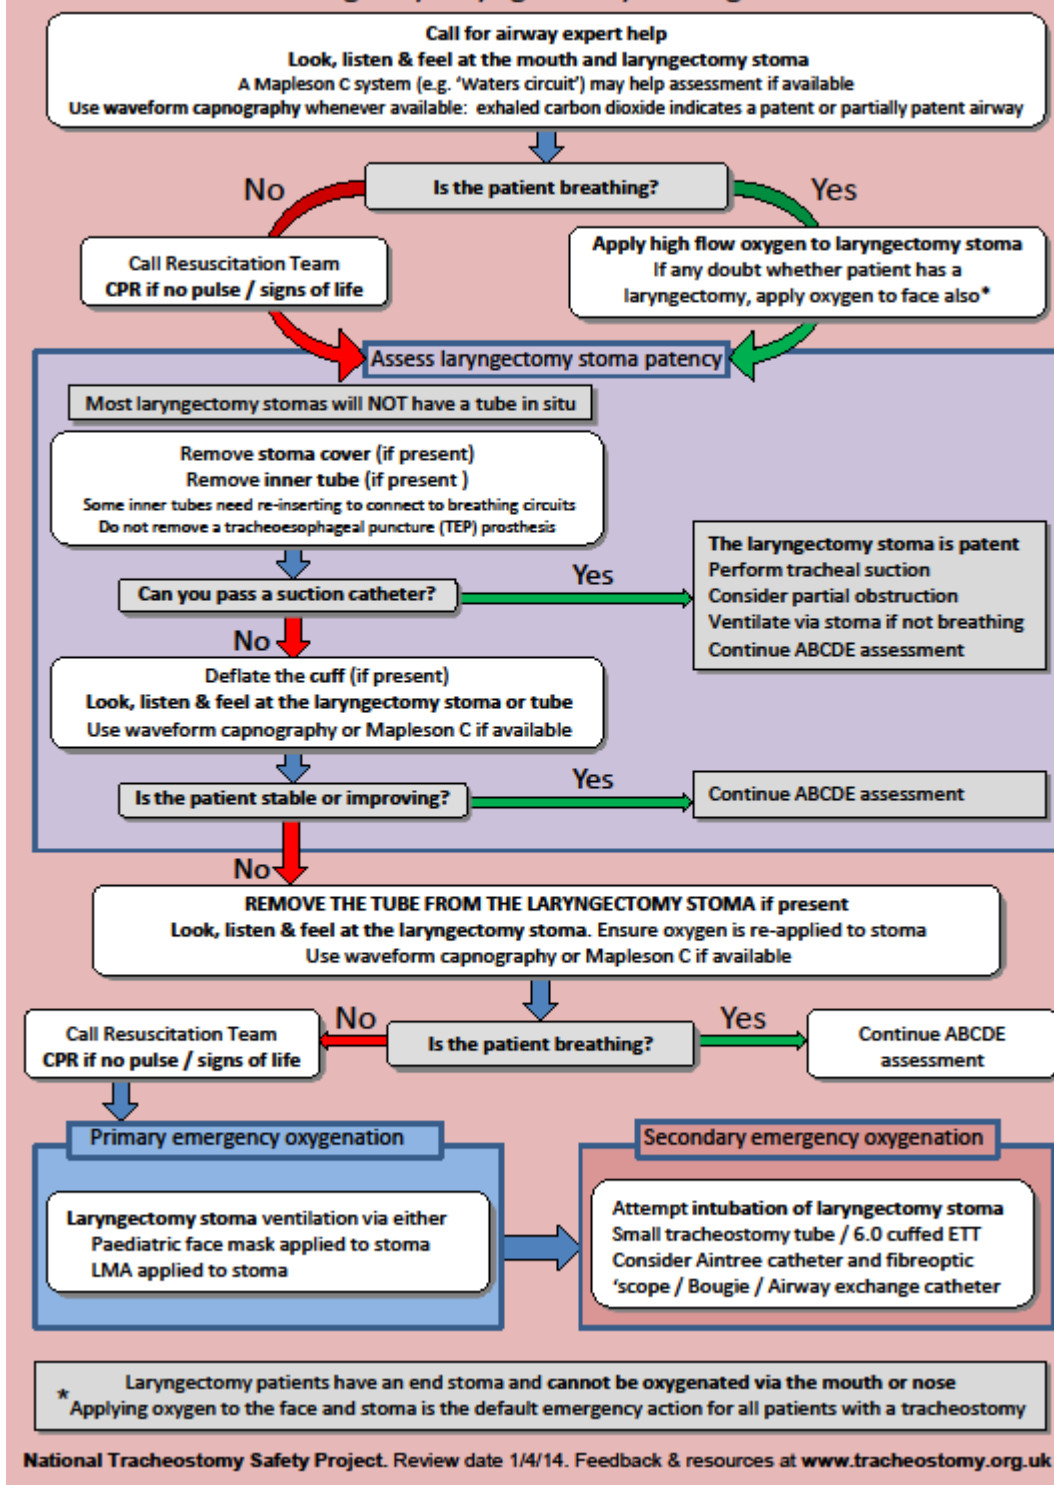 Call for airway expert help
Look, listen & feel at the mouth and laryngectomy stoma
A Mapleson C system (e.g. ‘Waters circuit’) may help assessment if available
Use waveform capnography whenever available: exhaled carbon dioxide indicates a patent or partially patent airway
Is the patient breathing?
No
Yes
Call Resuscitation Team
CPR if no pulse / signs of life
Apply high flow oxygen to laryngectomy stoma
If any doubt whether patient has a
laryngectomy, apply oxygen to face also*
Assess laryngectomy stoma patency
Most laryngectomy stomas will NOT have a tube in situ
Remove stoma cover (if present)
Remove inner tube (if present )
Some inner tubes need re-inserting to connect to breathing circuits
Do not remove a tracheoesophageal puncture (TEP) prosthesis
Can you pass a suction catheter?
Yes
The laryngectomy stoma is patent
Perform tracheal suction
Consider partial obstruction
Ventilate via stoma if not breathing
Continue ABCDE assessment
No
Deflate the cuff (if present)
Look, listen & feel at the laryngectomy stoma or tube
Use waveform capnography or Mapleson C if available
Is the patient stable or improving?
Yes
Continue ABCDE assessment
No
REMOVE THE TUBE FROM THE LARYNGECTOMY STOMA if present
Look, listen & feel at the laryngectomy stoma. Ensure oxygen is re-applied to stoma
Use waveform capnography or Mapleson C if available
Is the patient breathing?
No
Yes
Call Resuscitation Team
CPR if no pulse / signs of life
Continue ABCDE
assessment
Primary emergency oxygenation
Laryngectomy stoma ventilation via either
Paediatric face mask applied to stoma
LMA applied to stoma
Secondary emergency oxygenation
Attempt intubation of laryngectomy stoma
Small tracheostomy tube / 6.0 cuffed ETT
Consider Aintree catheter and fibreoptic
‘scope / Bougie / Airway exchange catheter
Laryngectomy patients have an end stoma and cannot be oxygenated via the mouth or nose
*Applying oxygen to the face and stoma is the default emergency action for all patients with a tracheostomy
National Tracheostomy Safety Project. Review date 1/4/14. Feedback & resources at www.tracheostomy.org.uk